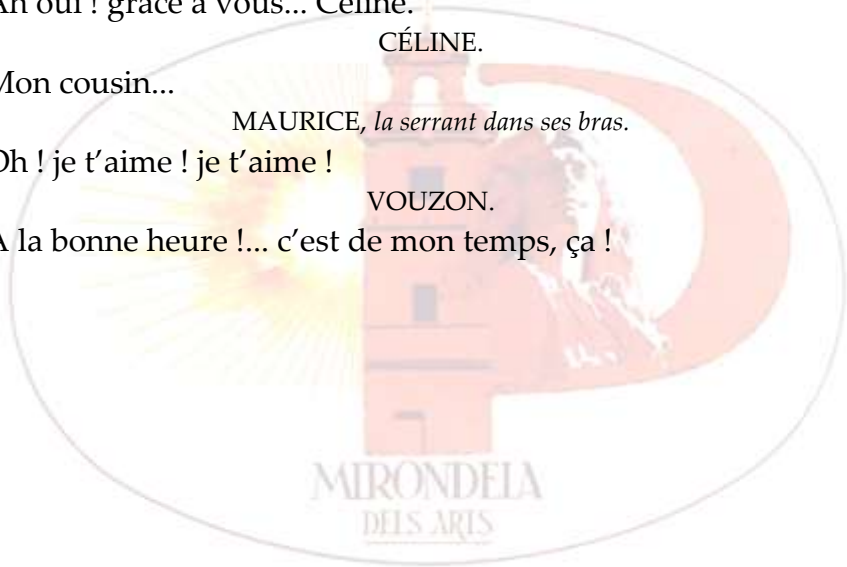 Ah oui ! grâce à vous... Céline.
CÉLINE.
Mon cousin...
MAURICE, la serrant dans ses bras.
Oh ! je t'aime ! je t'aime !
VOUZON.
À la bonne heure !... c'est de mon temps, ça !
MIRONDELA
DELS ARTS